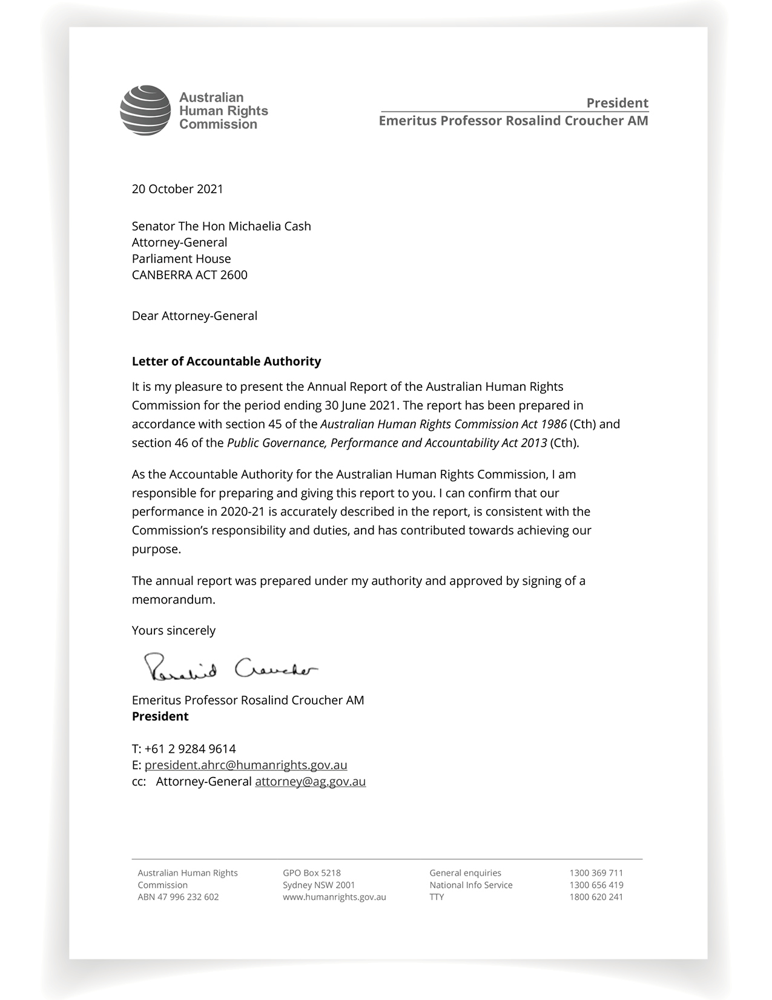 Australian
Human Rights
Commission
President
Emeritus Professor Rosalind Croucher AM
20 October 2021
Senator The Hon Michaelia Cash
Attorney-General
Parliament House
CANBERRA ACT 2600
Dear Attorney-General
Letter of Accountable Authority
It is my pleasure to present the Annual Report of the Australian Human Rights
Commission for the period ending 30 June 2021. The report has been prepared in
accordance with section 45 of the Australian Human Rights Commission Act 1986 (Cth) and
section 46 of the Public Governance, Performance and Accountability Act 2013 (Cth).
As the Accountable Authority for the Australian Human Rights Commission, I am
responsible for preparing and giving this report to you. I can confirm that our
performance in 2020-21 is accurately described in the report, is consistent with the
Commission’s responsibility and duties, and has contributed towards achieving our
purpose.
The annual report was prepared under my authority and approved by signing of a
memorandum.
Yours sincerely
Rosalind Croucher
Emeritus Professor Rosalind Croucher AM
President
T: +61 2 9284 9614
E: president.ahrc@humanrights.gov.au
cc: Attorney-General attorney@ag.gov.au
Australian Human Rights
Commission
ABN 47 996 232 602
GPO Box 5218
Sydney NSW 2001
www.humanrights.gov.au
General enquiries 1300 369 711
National Info Service 1300 656 419
TTY 1800 620 241